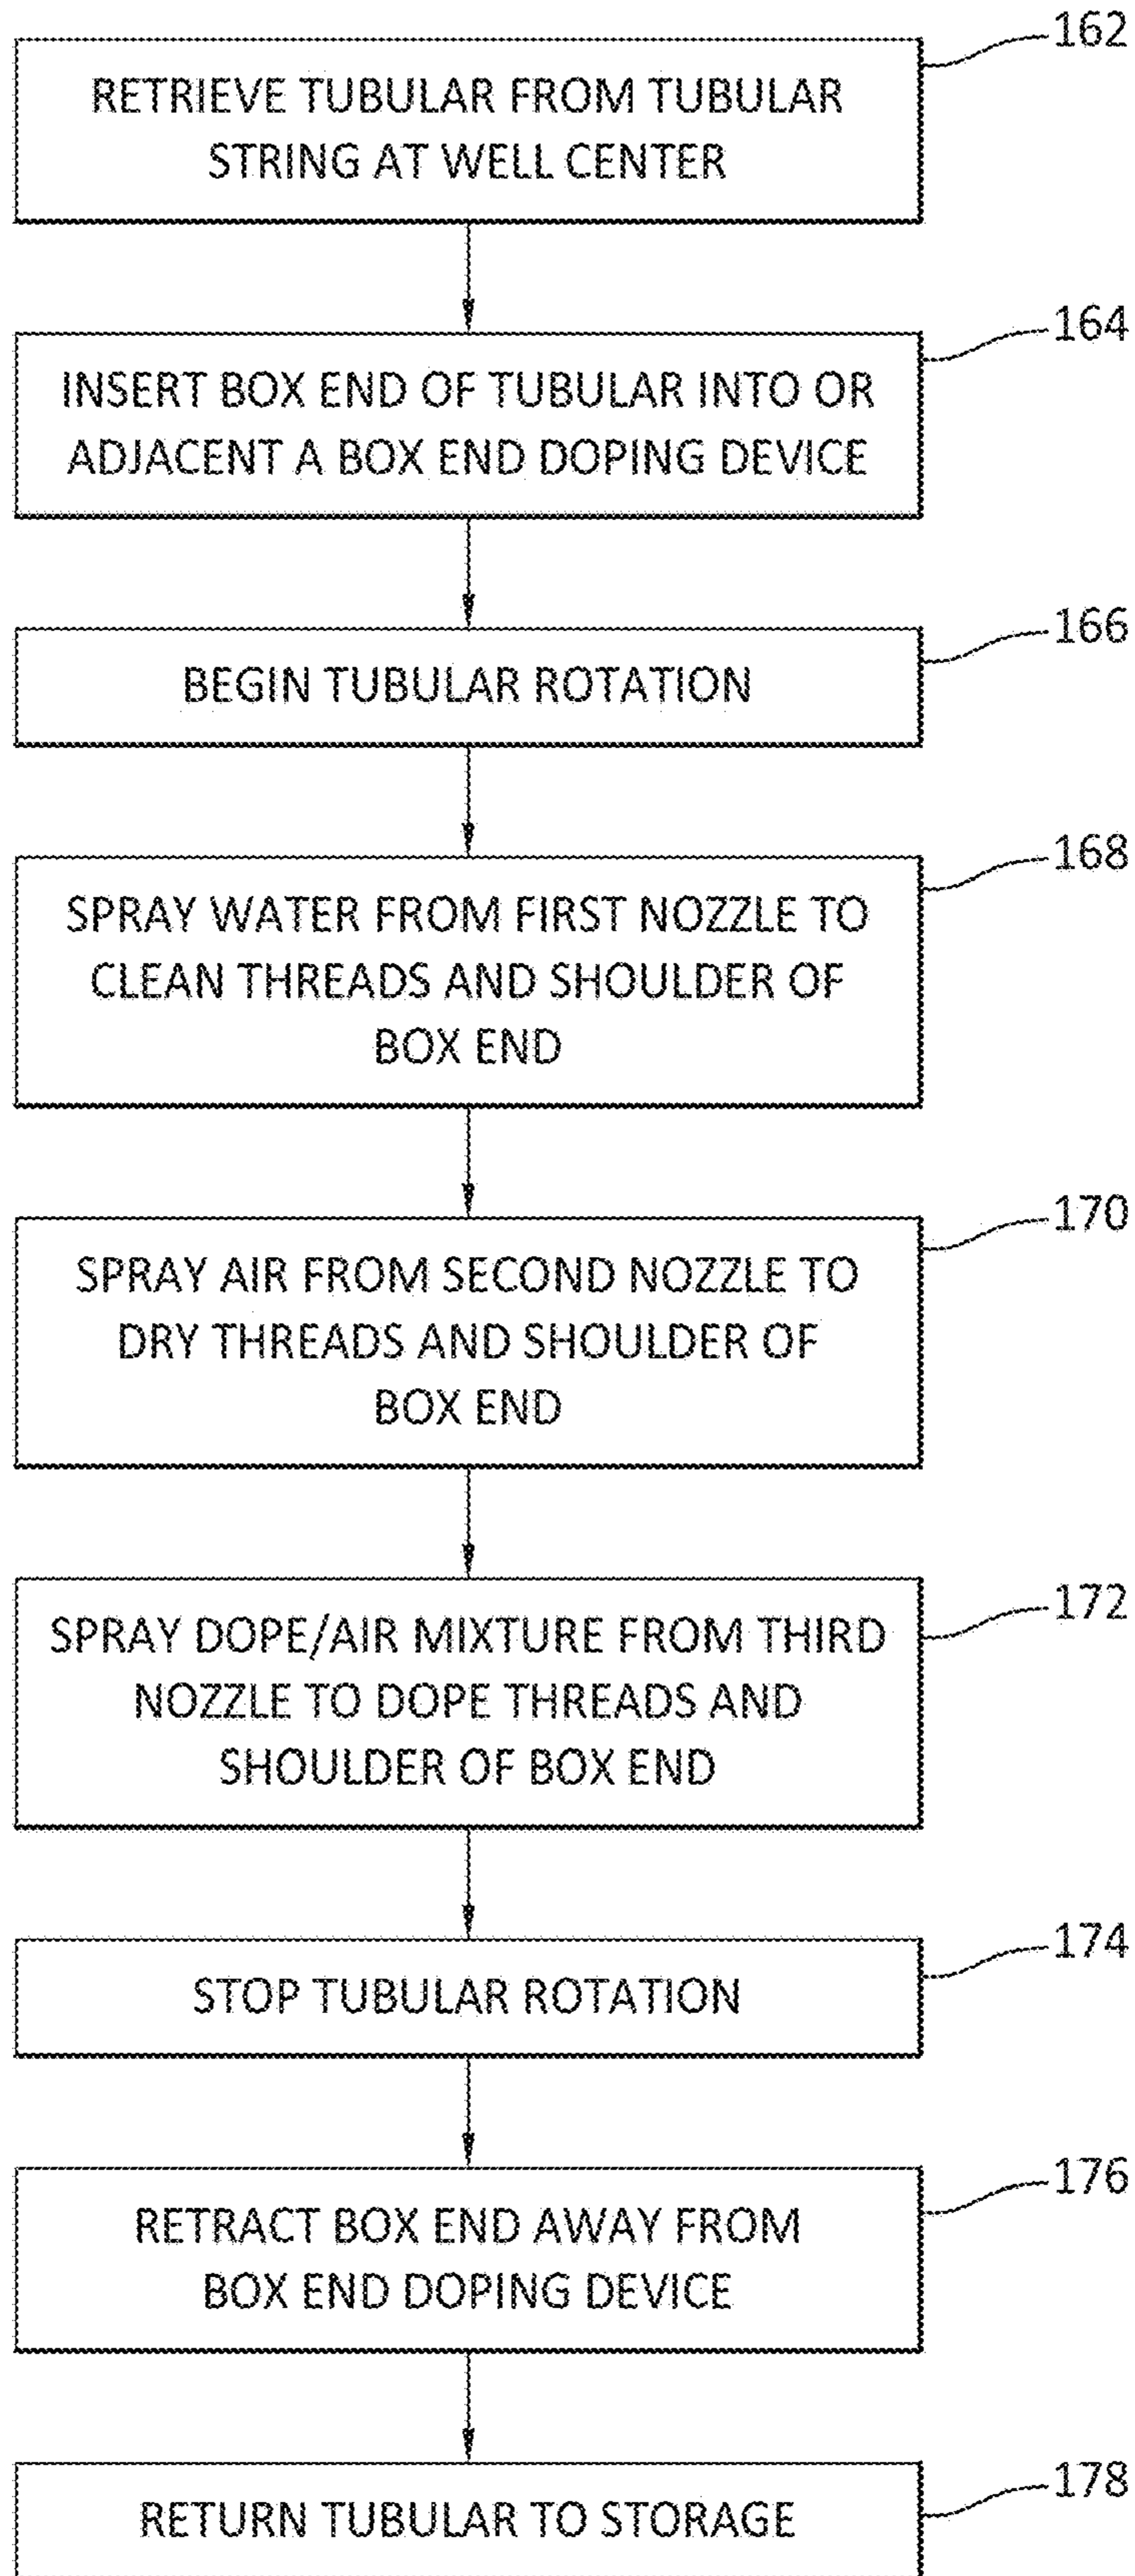 162
RETRIEVE TUBULAR FROM TUBULAR
STRING AT WELL CENTER
164
INSERT BOX END OF TUBULAR INTO OR
ADJACENT A BOX END DOPING DEVICE
166
BEGIN TUBULAR ROTATION
168
SPRAY WATER FROM FIRST NOZZLE TO
CLEAN THREADS AND SHOULDER OF
BOX END
170
SPRAY AIR FROM SECOND NOZZLE TO
DRY THREADS AND SHOULDER OF
BOX END
172
SPRAY DOPE/AIR MIXTURE FROM THIRD
NOZZLE TO DOPE THREADS AND
SHOULDER OF BOX END
174
STOP TUBULAR ROTATION
176
RETRACT BOX END AWAY FROM
BOX END DOPING DEVICE
178
RETURN TUBULAR TO STORAGE